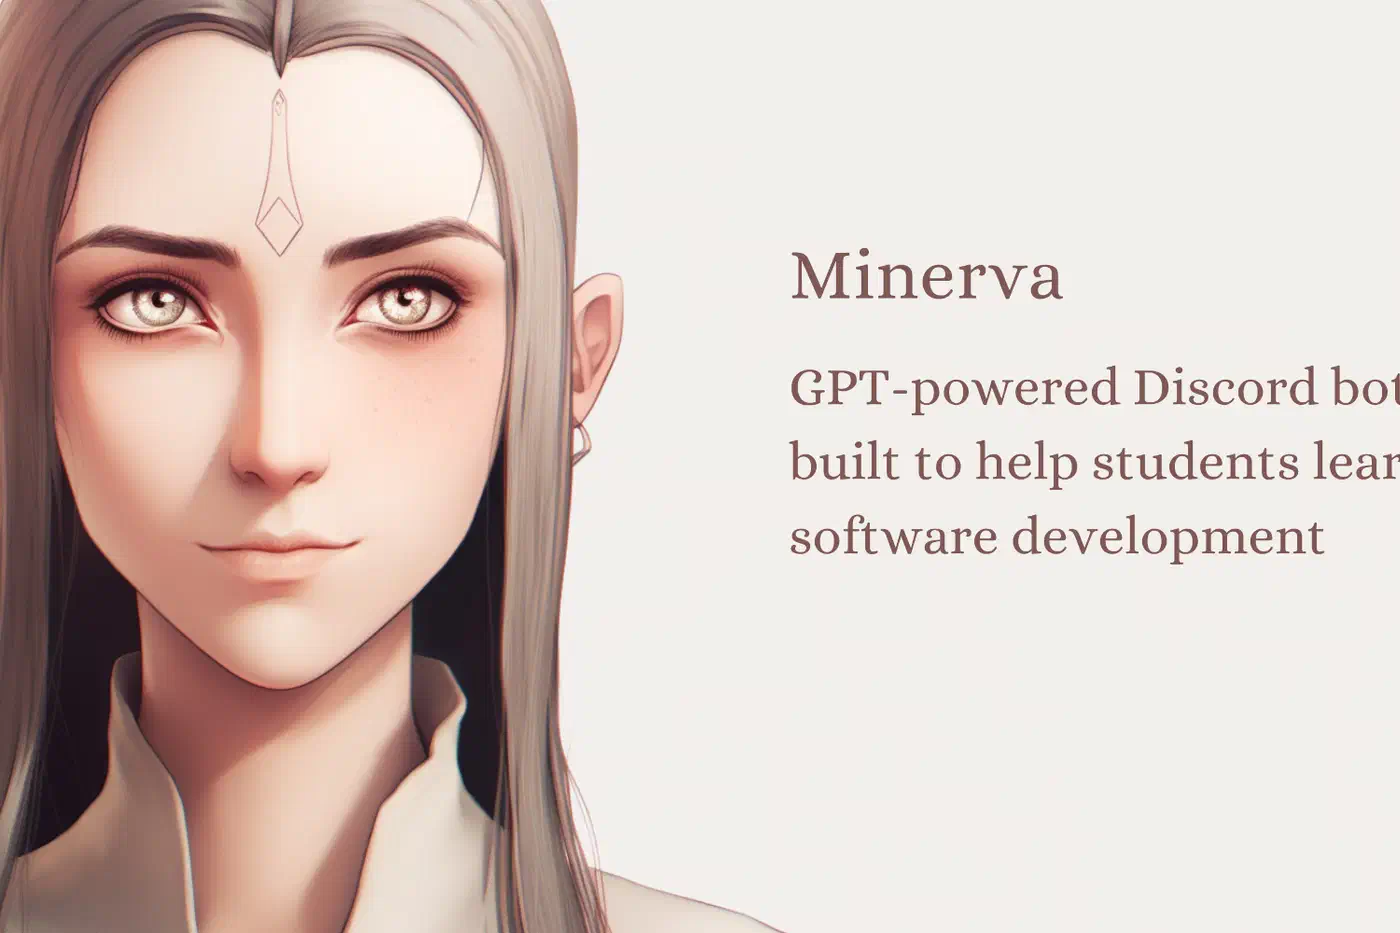 Minerva
GPT-powered Discord bot
built to help students lear
software development